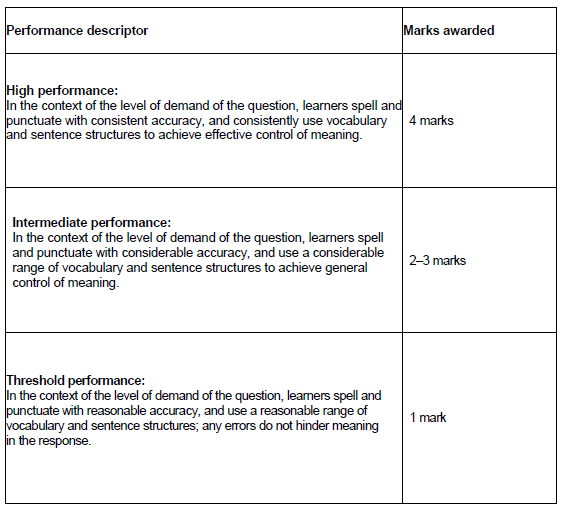 Performance descriptor
Marks awarded
High performance:
In the context of the level of demand of the question, learners spell and
punctuate with consistent accuracy, and consistently use vocabulary
and sentence structures to achieve effective control of meaning.
4 marks
Intermediate performance:
In the context of the level of demand of the question, learners spell
and punctuate with considerable accuracy, and use a considerable
range of vocabulary and sentence structures to achieve general
control of meaning.
2–3 marks
Threshold performance:
In the context of the level of demand of the question, learners spell and
punctuate with reasonable accuracy, and use a reasonable range of
vocabulary and sentence structures; any errors do not hinder meaning
in the response.
1 mark